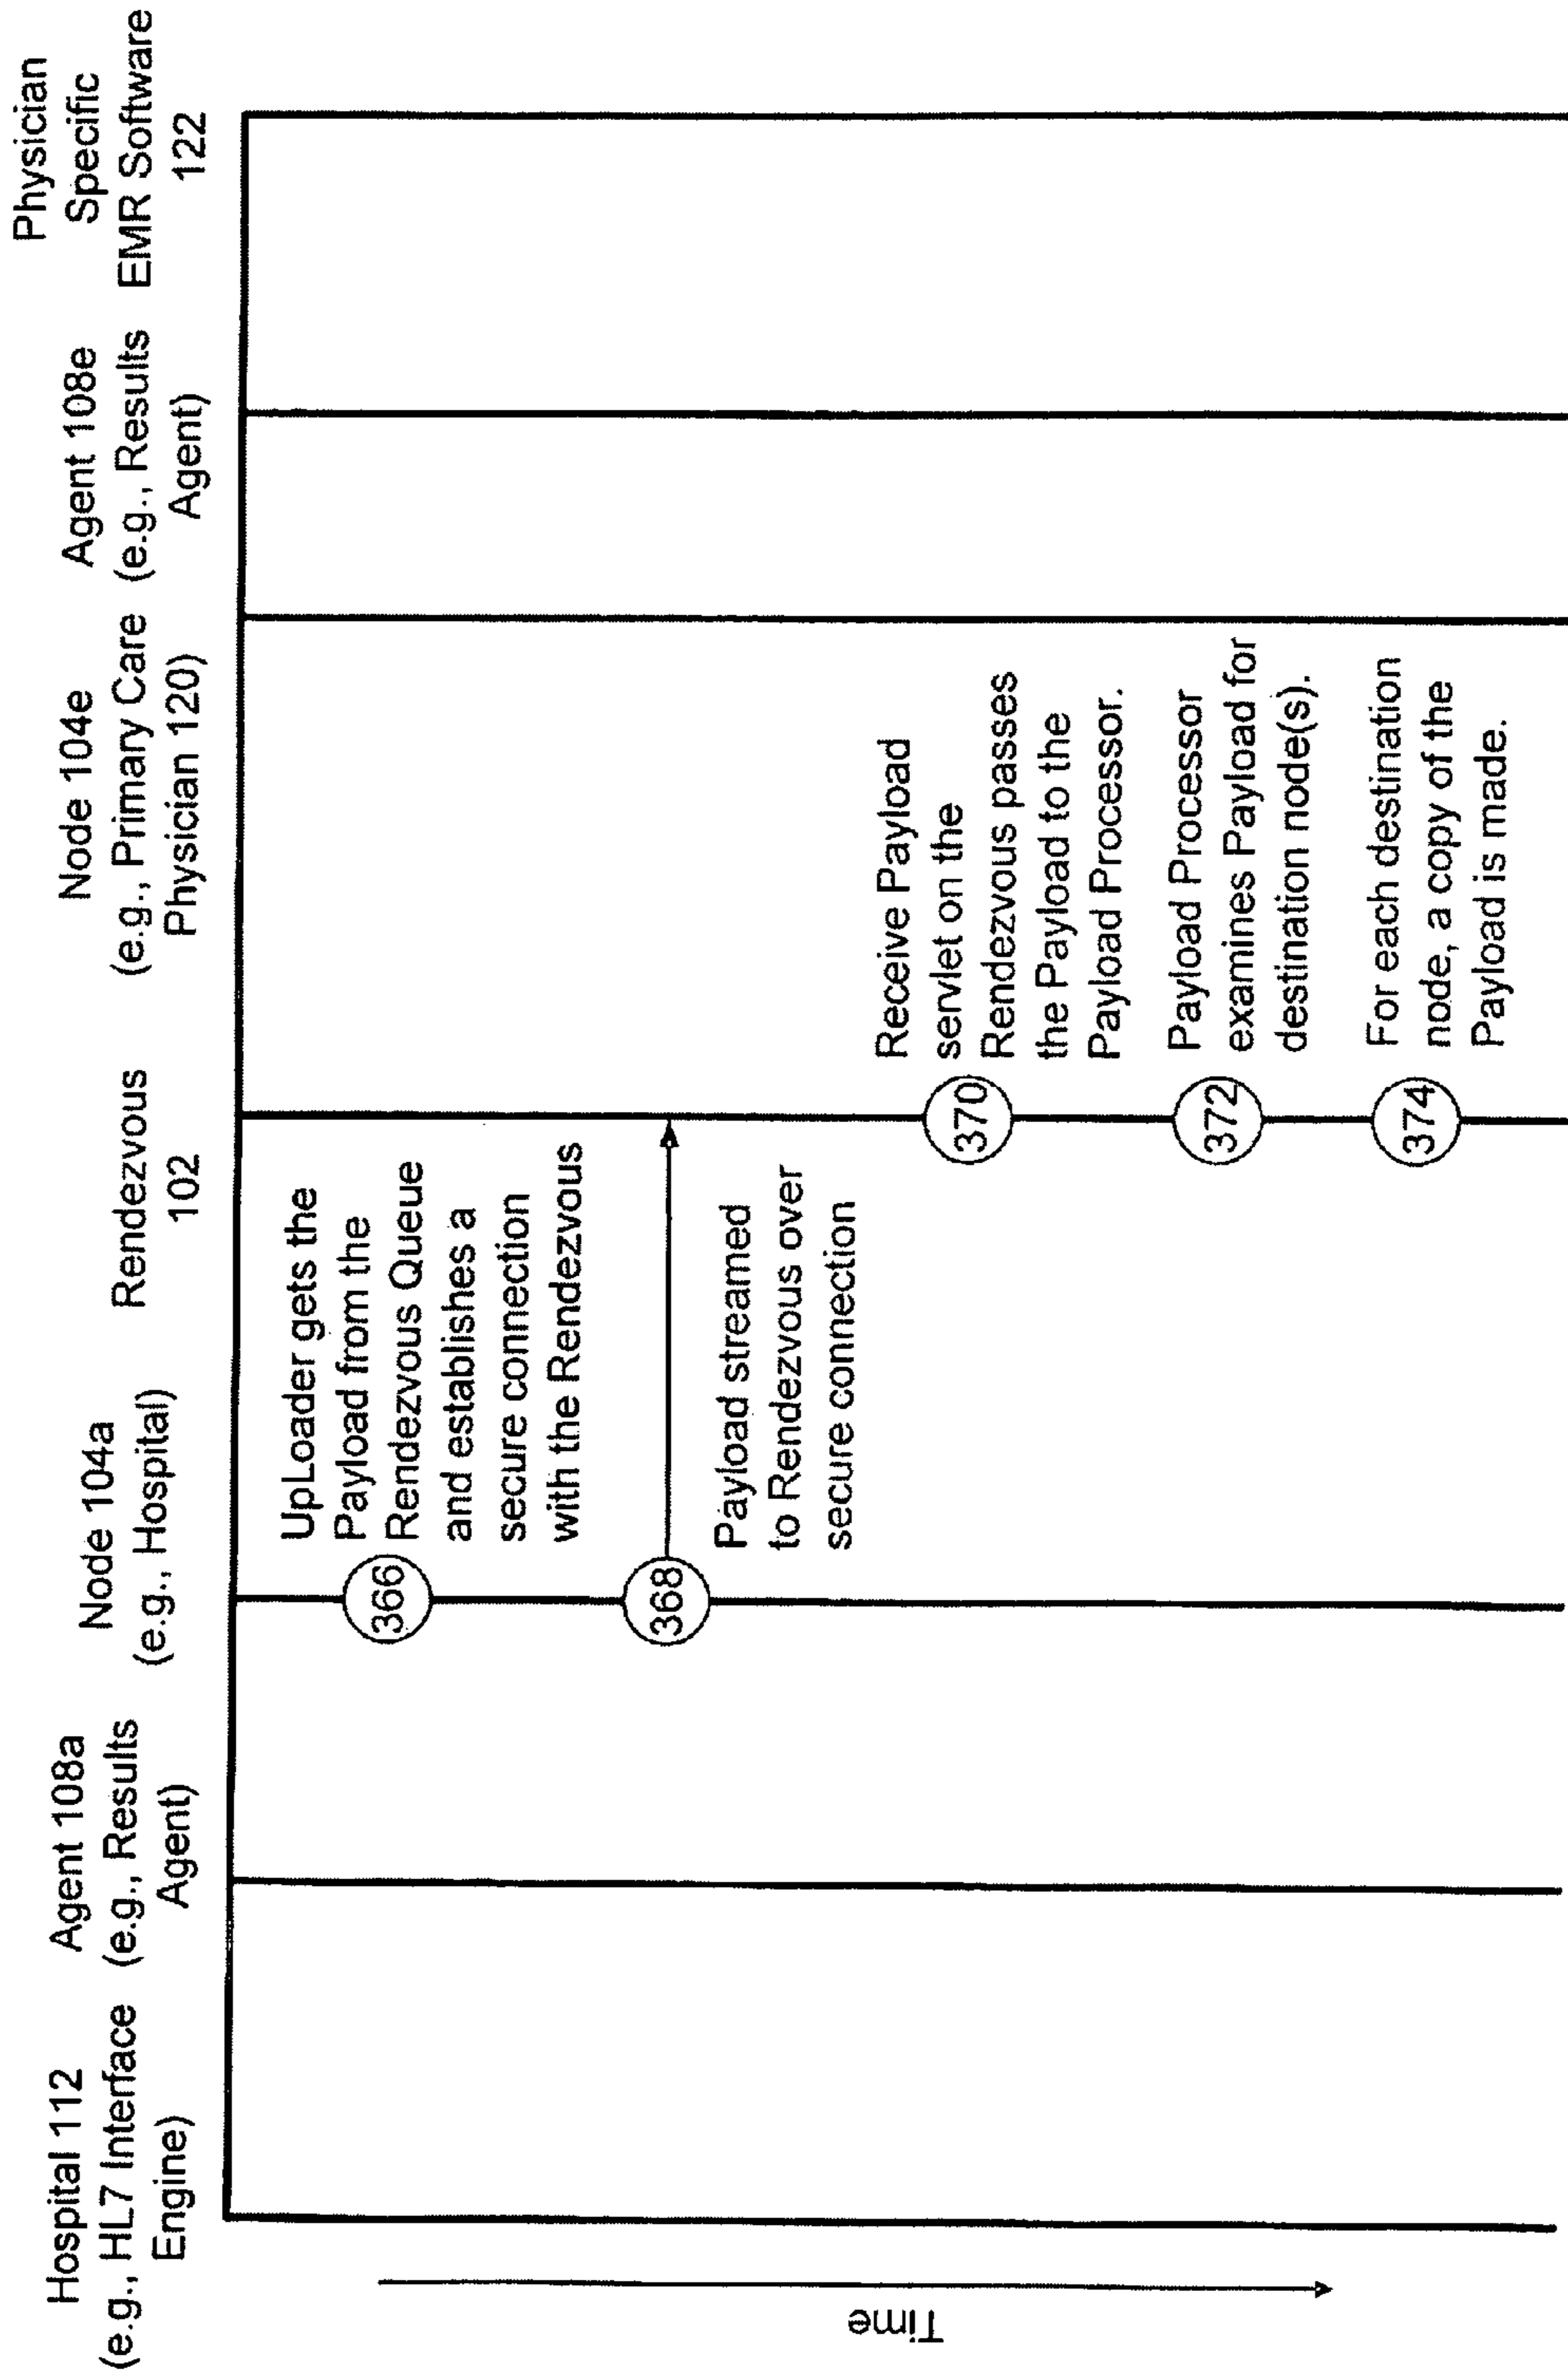 Hospital 112
(e.g., HL7 Interface
Engine)
Agent 108a
(e.g., Results
Agent)
Node 104a
(e.g., Hospital)
Rendezvous
102
Node 104e
(e.g., Primary Care
Physician 120)
Agent 108e
(e.g., Results
Agent)
Physician
Specific
EMR Software
122
Time
366
UpLoader gets the
Payload from the
Rendezvous Queue
and establishes a
secure connection
with the Rendezvous
368
Payload streamed
to Rendezvous over
secure connection
370
Receive Payload
servlet on the
Rendezvous passes
the Payload to the
Payload Processor.
372
Payload Processor
examines Payload for
destination node(s).
374
For each destination
node, a copy of the
Payload is made.